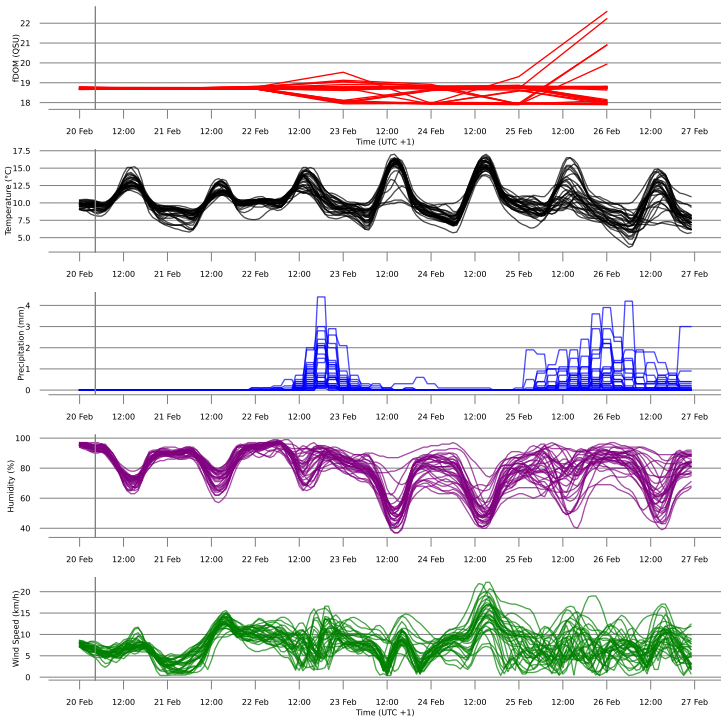 fDOM (QSU)
22
21
20
19
18
20 Feb 12:00 21 Feb 12:00 22 Feb 12:00 23 Feb 12:00 24 Feb 12:00 25 Feb 12:00 26 Feb 12:00 27 Feb
Time (UTC +1)
Temperature (°C)
17.5
15.0
12.5
10.0
7.5
5.0
20 Feb 12:00 21 Feb 12:00 22 Feb 12:00 23 Feb 12:00 24 Feb 12:00 25 Feb 12:00 26 Feb 12:00 27 Feb
Precipitation (mm)
4
3
2
1
0
20 Feb 12:00 21 Feb 12:00 22 Feb 12:00 23 Feb 12:00 24 Feb 12:00 25 Feb 12:00 26 Feb 12:00 27 Feb
Humidity (%)
100
80
60
40
20 Feb 12:00 21 Feb 12:00 22 Feb 12:00 23 Feb 12:00 24 Feb 12:00 25 Feb 12:00 26 Feb 12:00 27 Feb
Wind Speed (km/h)
20
15
10
5
0
20 Feb 12:00 21 Feb 12:00 22 Feb 12:00 23 Feb 12:00 24 Feb 12:00 25 Feb 12:00 26 Feb 12:00 27 Feb
Time (UTC +1)